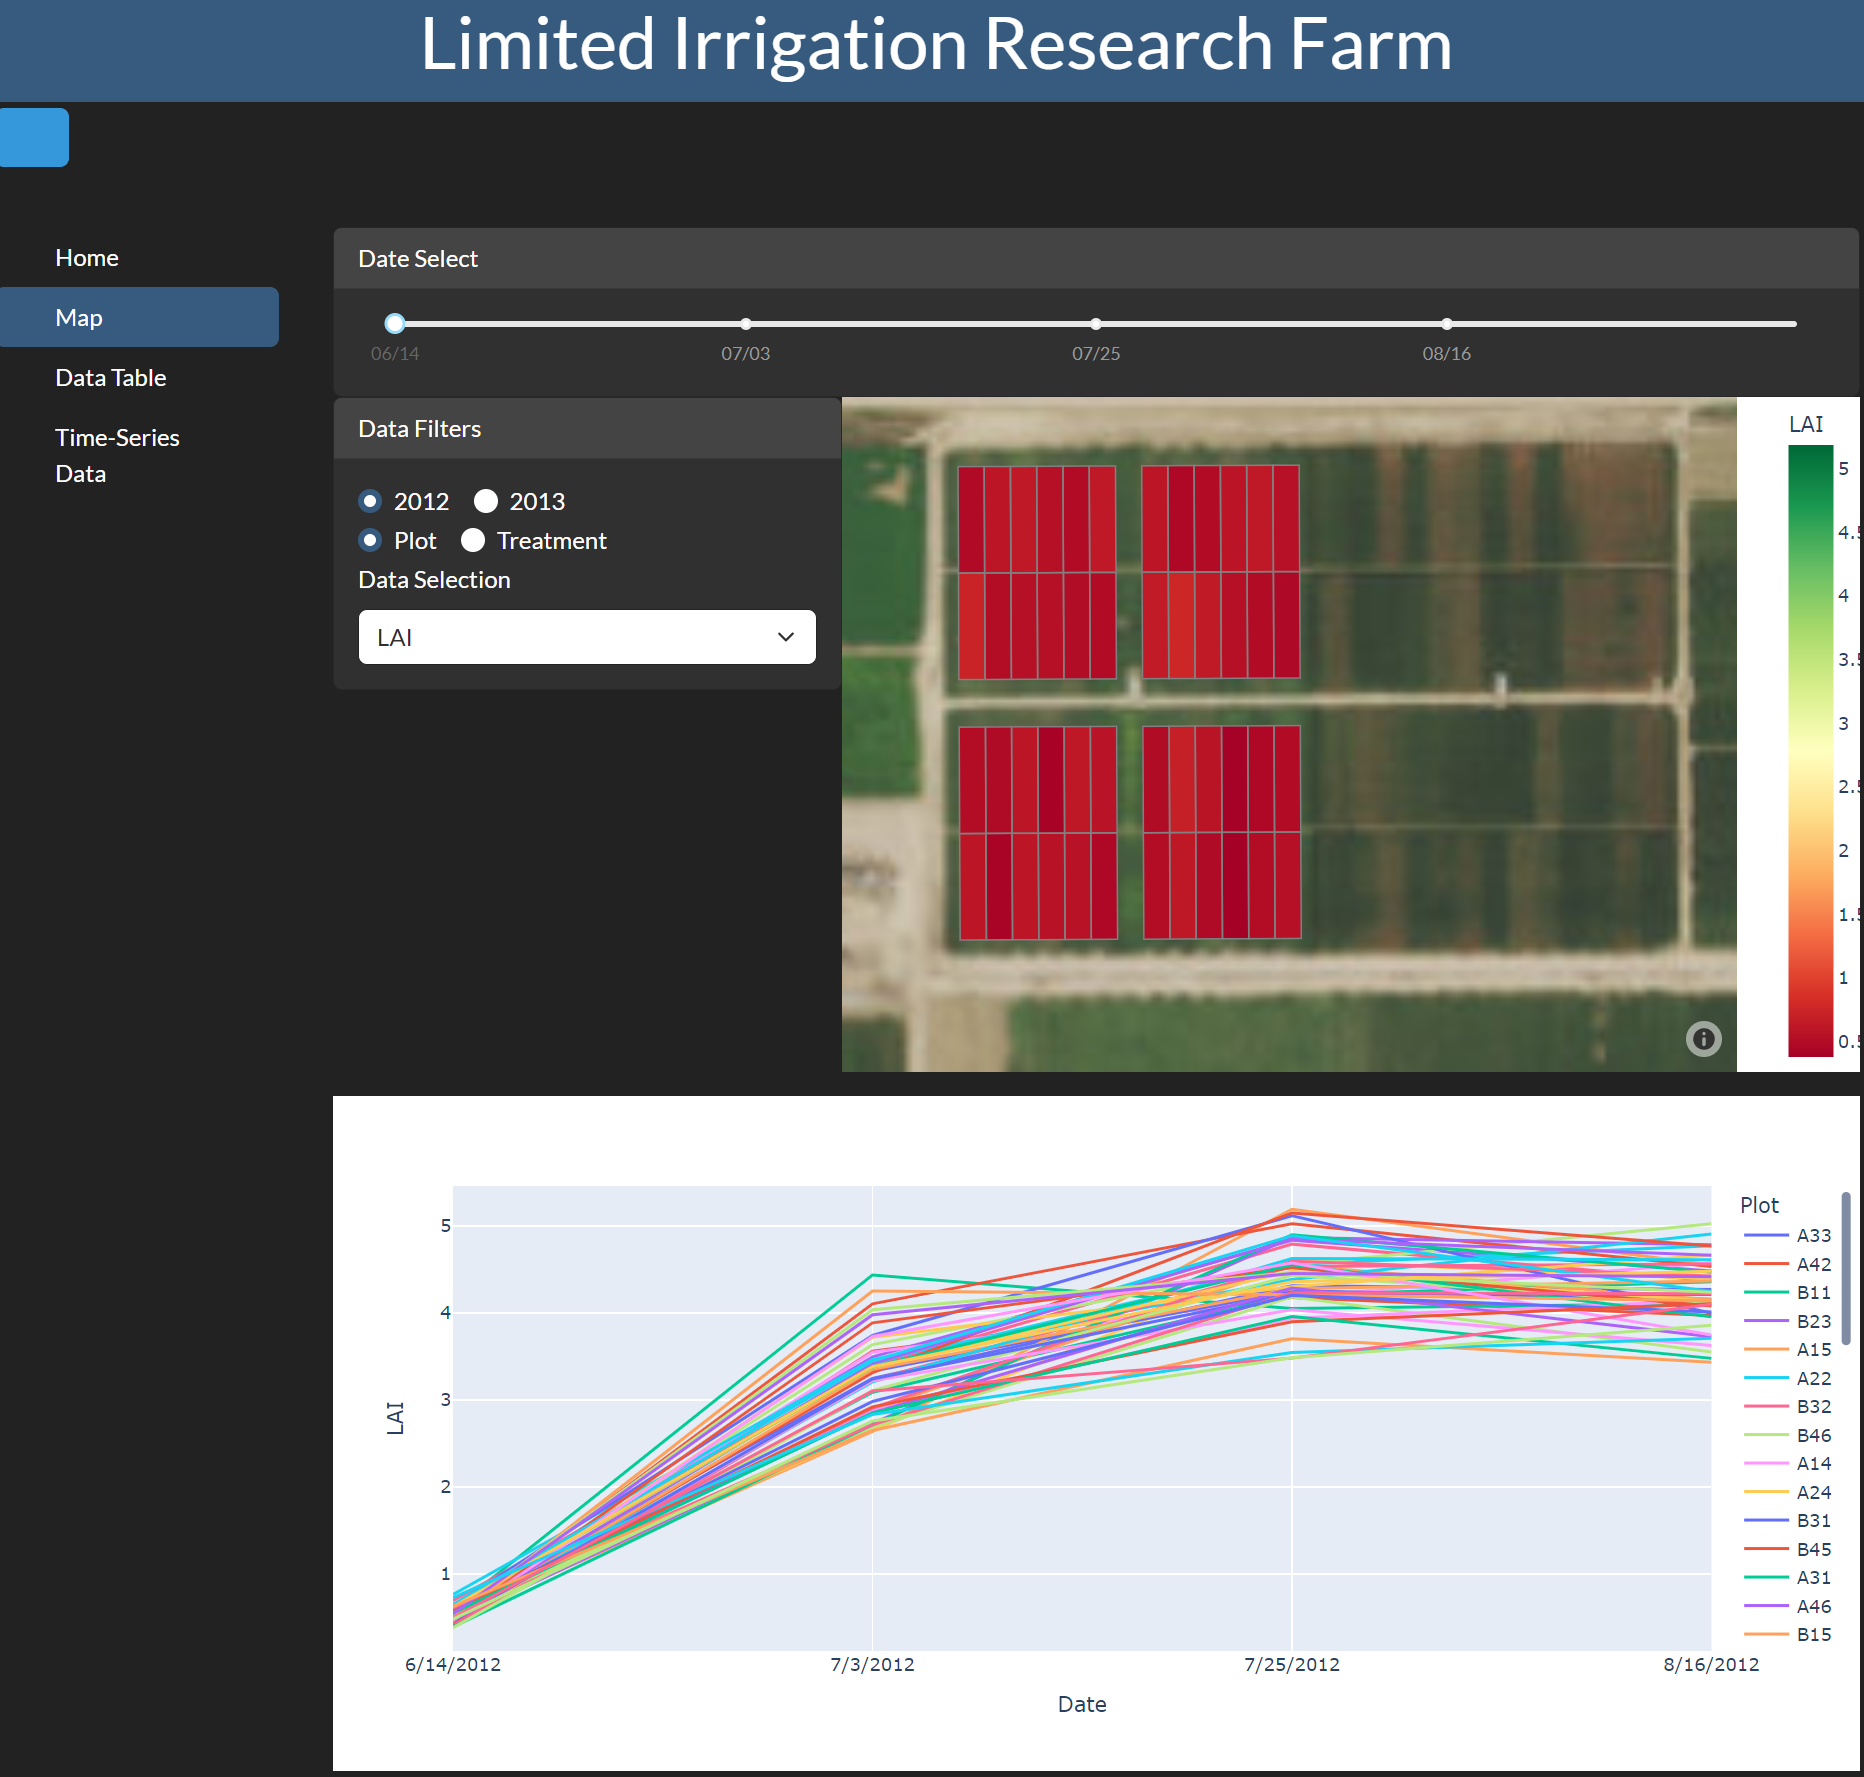 Limited Irrigation Research Farm
Home
Map
Data Table
Time-Series
Data
Date Select
06/14
07/03
07/25
08/16
Data Filters
2012 2013
Plot Treatment
Data Selection
LAI
LAI
5
4.5
4
3.5
3
2.5
2
1.5
1
0.5
LAI
5
4
3
2
1
6/14/2012 7/3/2012 7/25/2012 8/16/2012
Date
Plot
A33
A42
B11
B23
A15
A22
B32
B46
A14
A24
B31
B45
A31
A46
B15